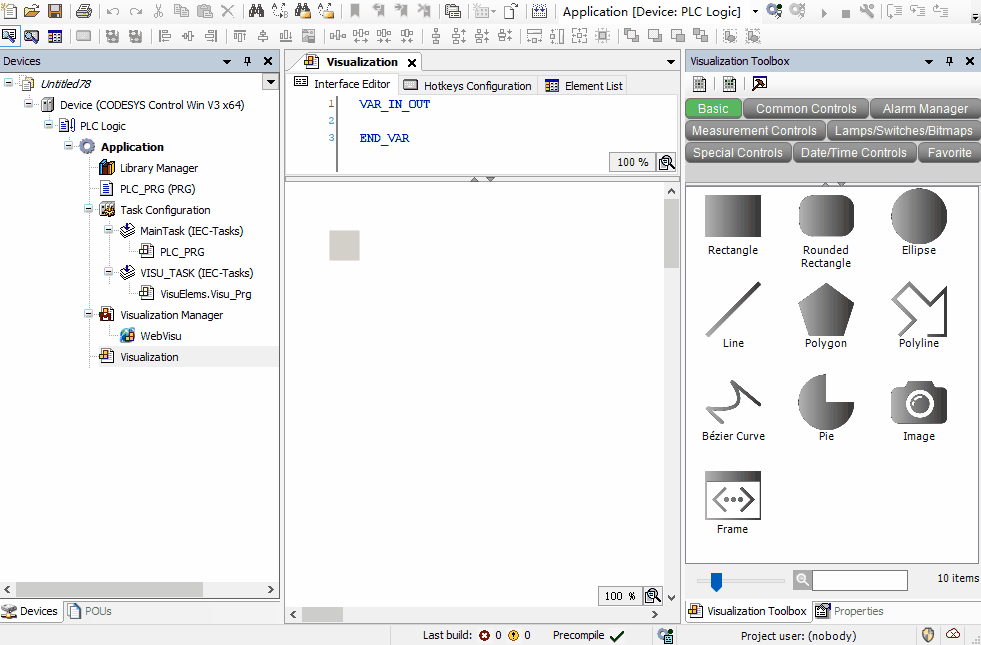 Application [Device: PLC Logic]
Devices
Untitled78
Device (CODESYS Control Win V3 x64)
PLC Logic
Application
Library Manager
PLC_PRG (PRG)
Task Configuration
MainTask (IEC-Tasks)
PLC_PRG
VISU_TASK (IEC-Tasks)
VisuElems.Visu_Prg
Visualization Manager
WebVisu
Visualization
Devices
POUs
Visualization
Interface Editor
Hotkeys Configuration
Element List
1 VAR_IN_OUT
2
3 END_VAR
100 %
100 %
Visualization Toolbox
Basic
Common Controls
Alarm Manager
Measurement Controls
Lamps/Switches/Bitmaps
Special Controls
Date/Time Controls
Favorite
Rectangle
Rounded
Rectangle
Ellipse
Line
Polygon
Polyline
Bézier Curve
Pie
Image
Frame
10 items
Visualization Toolbox
Properties
Last build: 0 0
Precompile
Project user: (nobody)